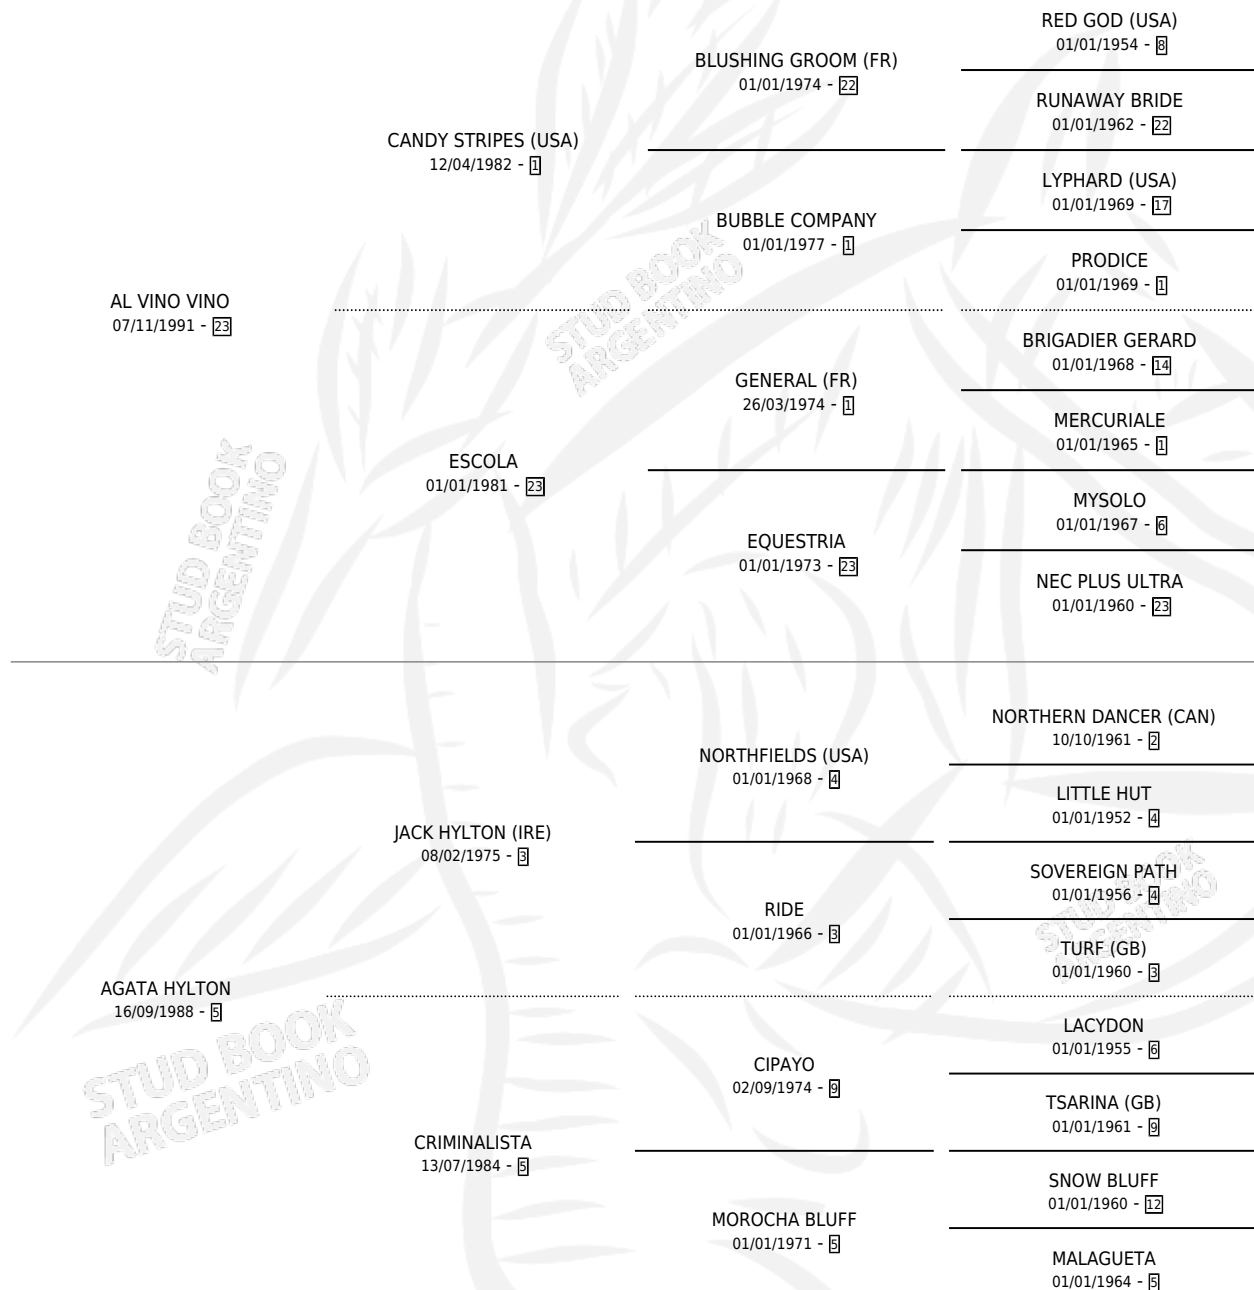 RED GOD (USA)
01/01/1954 - 8
BLUSHING GROOM (FR)
01/01/1974 - 22
RUNAWAY BRIDE
01/01/1962 - 22
CANDY STRIPES (USA)
12/04/1982 - 1
LYPHARD (USA)
01/01/1969 - 17
BUBBLE COMPANY
01/01/1977 - 1
PRODICE
01/01/1969 - 1
AL VINO VINO
07/11/1991 - 23
STUD BOOK
ARGENTINO
BRIGADIER GERARD
01/01/1968 - 14
GENERAL (FR)
26/03/1974 - 1
MERCURIALE
01/01/1965 - 1
ESCOLA
01/01/1981 - 23
MYSOLO
01/01/1967 - 6
EQUESTRIA
01/01/1973 - 23
NEC PLUS ULTRA
01/01/1960 - 23
STUD BOOK
ARGENTINO
NORTHERN DANCER (CAN)
10/10/1961 - 2
NORTHFIELDS (USA)
01/01/1968 - 4
LITTLE HUT
01/01/1952 - 4
JACK HYLTON (IRE)
08/02/1975 - 3
SOVEREIGN PATH
01/01/1956 - 4
RIDE
01/01/1966 - 3
TURF (GB)
01/01/1960 - 3
STUD BOOK
ARGENTINO
AGATA HYLTON
16/09/1988 - 5
STUD BOOK
ARGENTINO
LACYDON
01/01/1955 - 6
CIPAYO
02/09/1974 - 9
TSARINA (GB)
01/01/1961 - 9
CRIMINALISTA
13/07/1984 - 5
SNOW BLUFF
01/01/1960 - 12
MOROCHA BLUFF
01/01/1971 - 5
MALAGUETA
01/01/1964 - 5